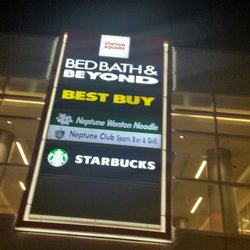 STATION
SQUARE
BED BATH &
BEYOND
BEST BUY
Neptune Wonton Noodle
Neptune Club Sports Bar & Grill
STARBUCKS